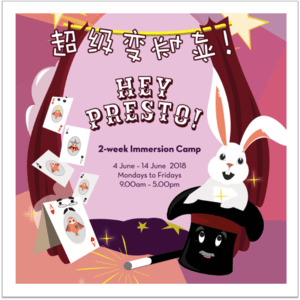 超级变变变!
HEY
PRESTO!
2-week Immersion Camp
4 June - 14 June 2018
Mondays to Fridays
9.00am - 5.00pm